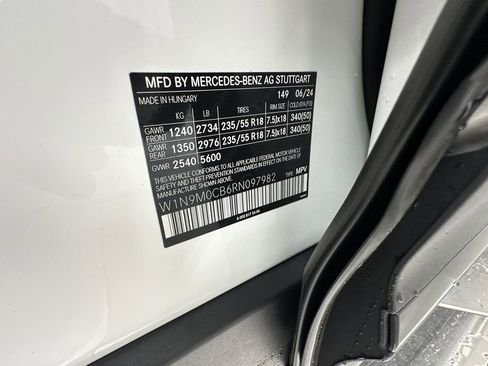 MFD BY MERCEDES-BENZ AG STUTTGART
MADE IN HUNGARY 149 06/24
KG LB TIRES RIM SIZE COLD KPA (PSI)
GAWR FRONT 1240 2734 235/55 R18 7.5Jx18 340(50)
GAWR REAR 1350 2976 235/55 R18 7.5Jx18 340(50)
GVWR 2540 5600
THIS VEHICLE CONFORMS TO ALL APPLICABLE FEDERAL MOTOR VEHICLE
SAFETY AND THEFT PREVENTION STANDARDS IN EFFECT ON THE DATE OF
MANUFACTURE SHOWN ABOVE.
W1N9M0CB6RN097982 TYPE: MPV